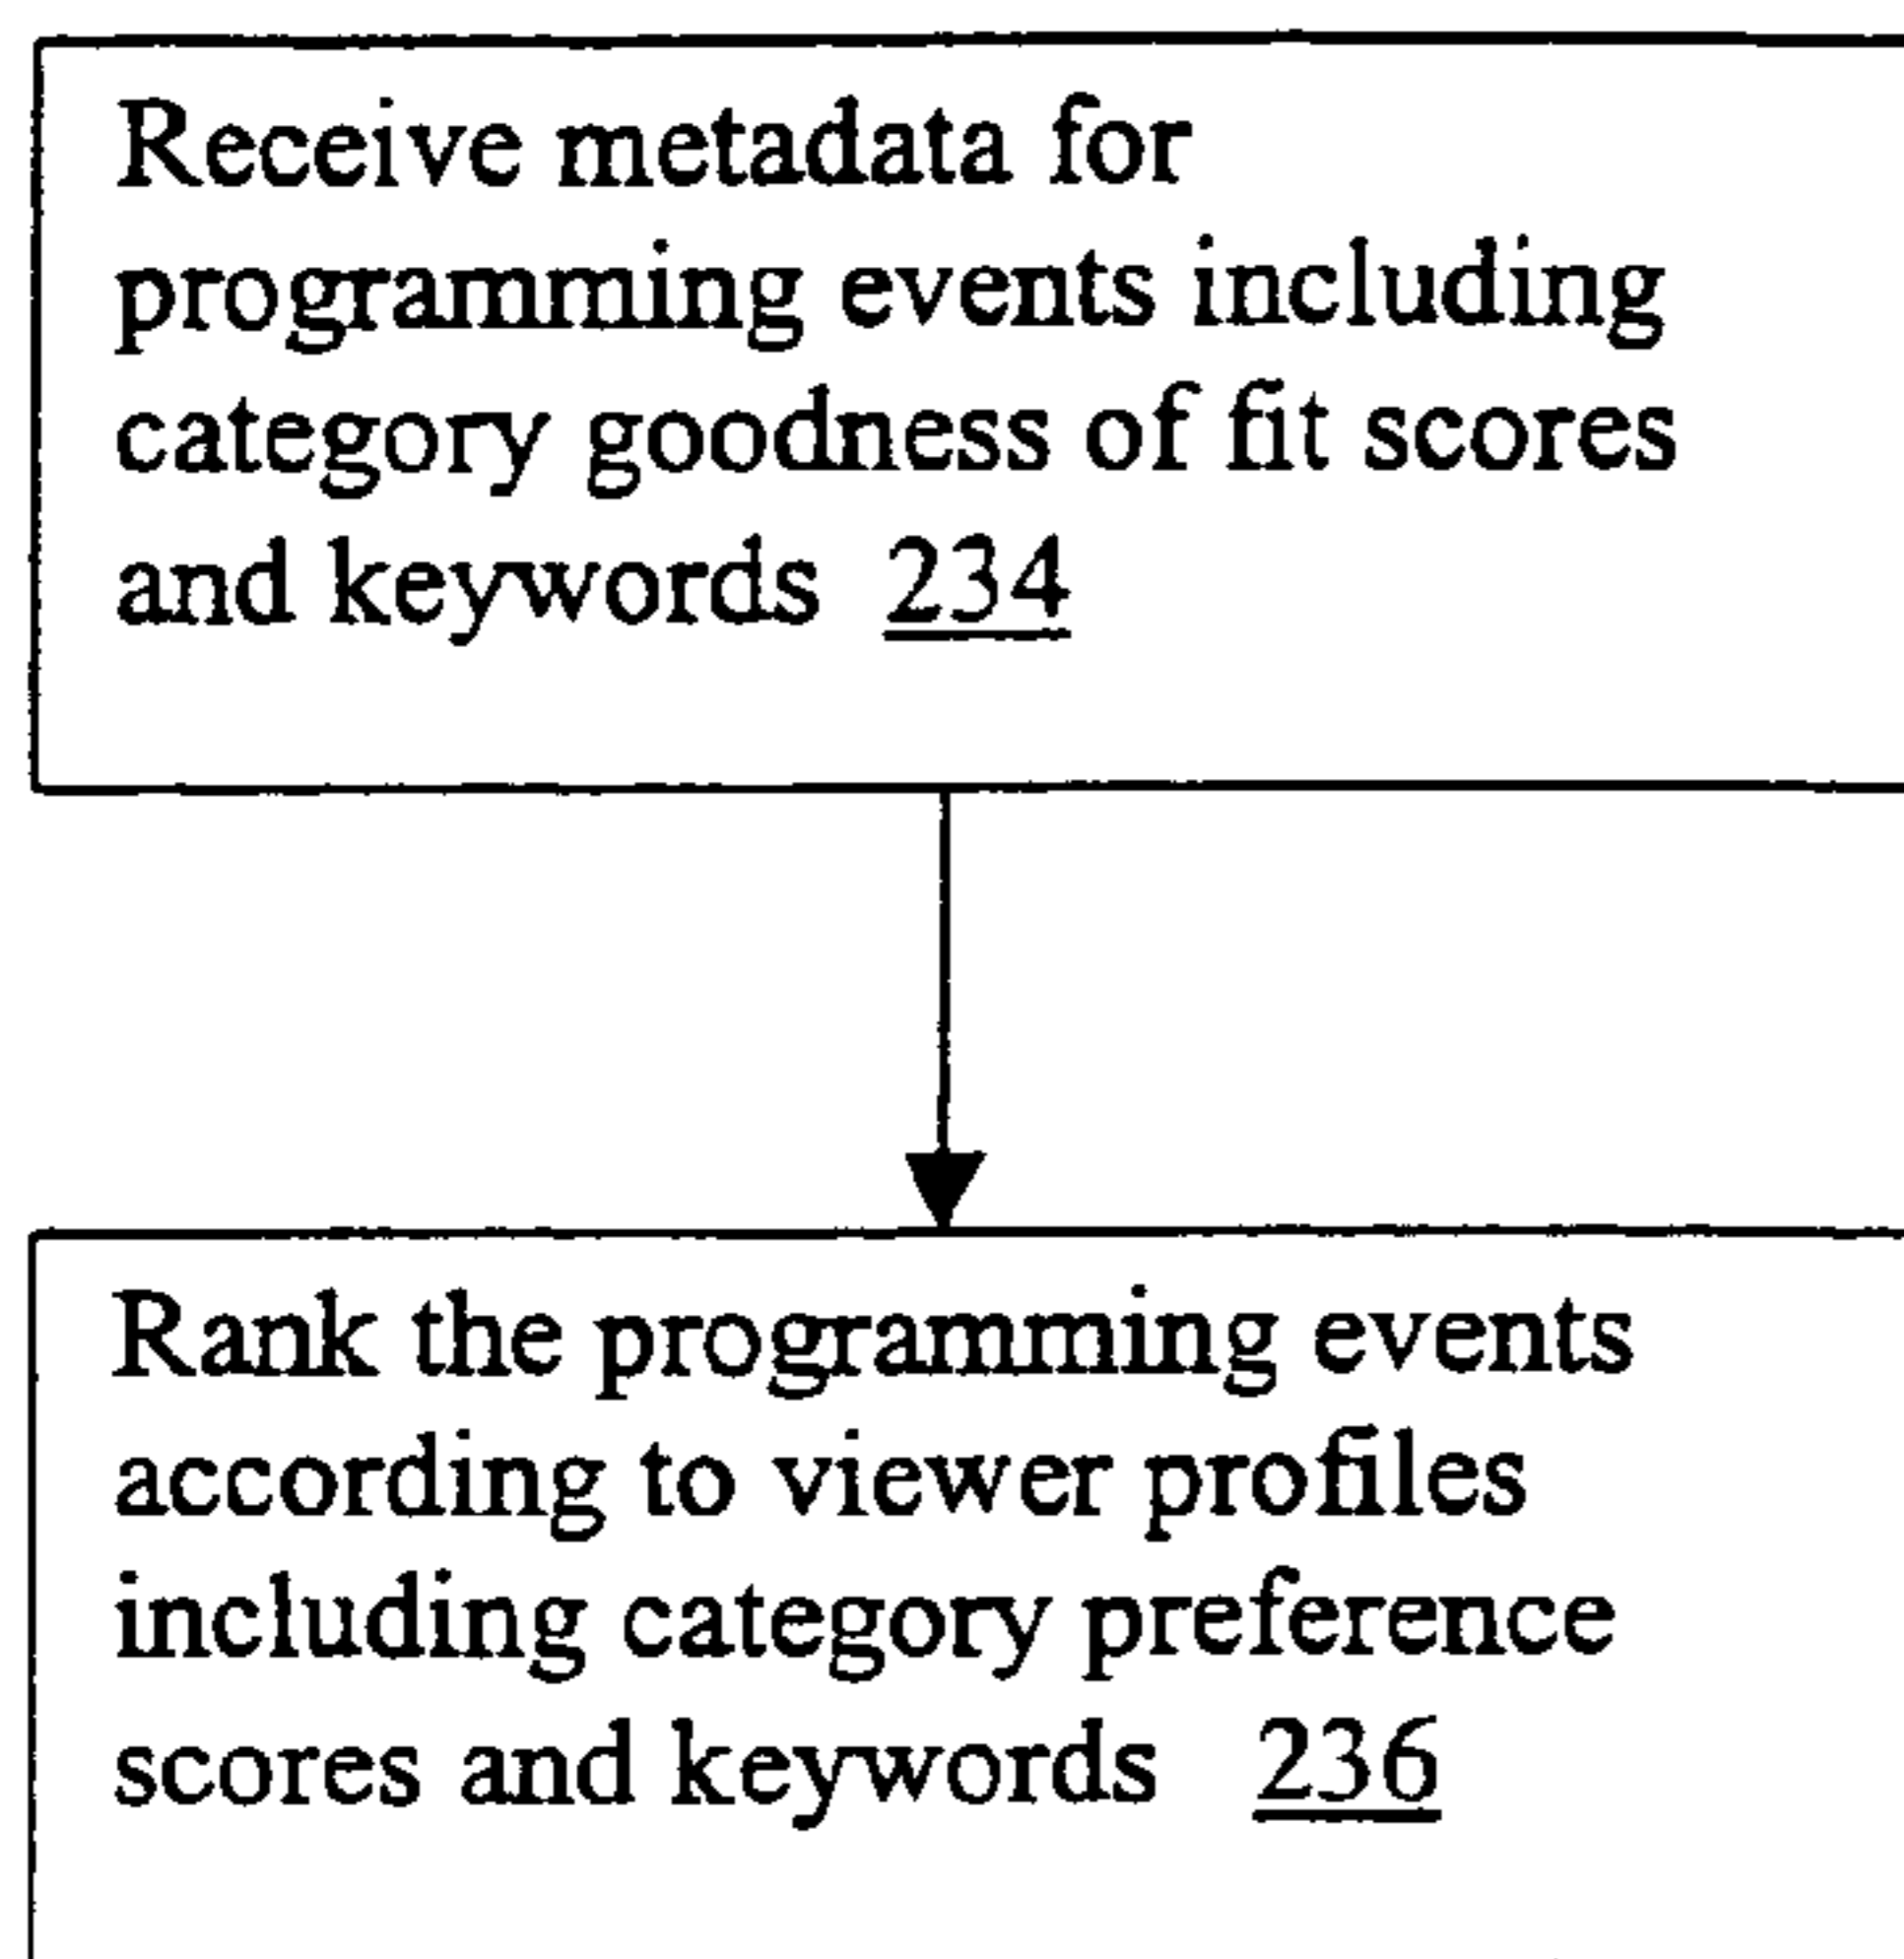 Receive metadata for
programming events including
category goodness of fit scores
and keywords 234
Rank the programming events
according to viewer profiles
including category preference
scores and keywords 236